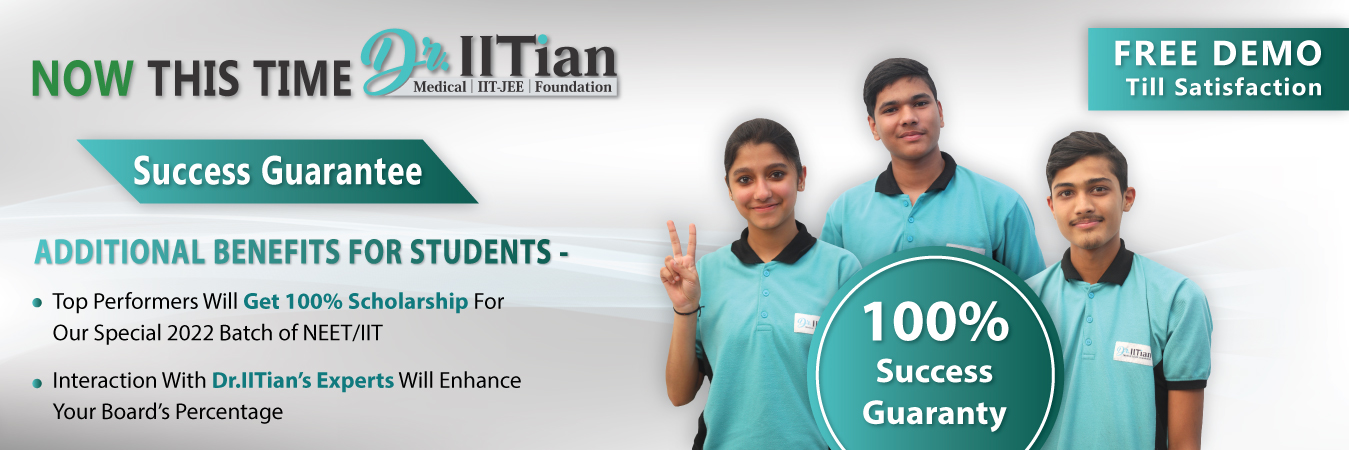 NOW THIS TIME Dr. IITian
Medical | IIT-JEE | Foundation
FREE DEMO
Till Satisfaction
Success Guarantee
ADDITIONAL BENEFITS FOR STUDENTS -
• Top Performers Will Get 100% Scholarship For
Our Special 2022 Batch of NEET/IIT
• Interaction With Dr.IITian's Experts Will Enhance
Your Board's Percentage
100%
Success
Guaranty
Dr.IITian